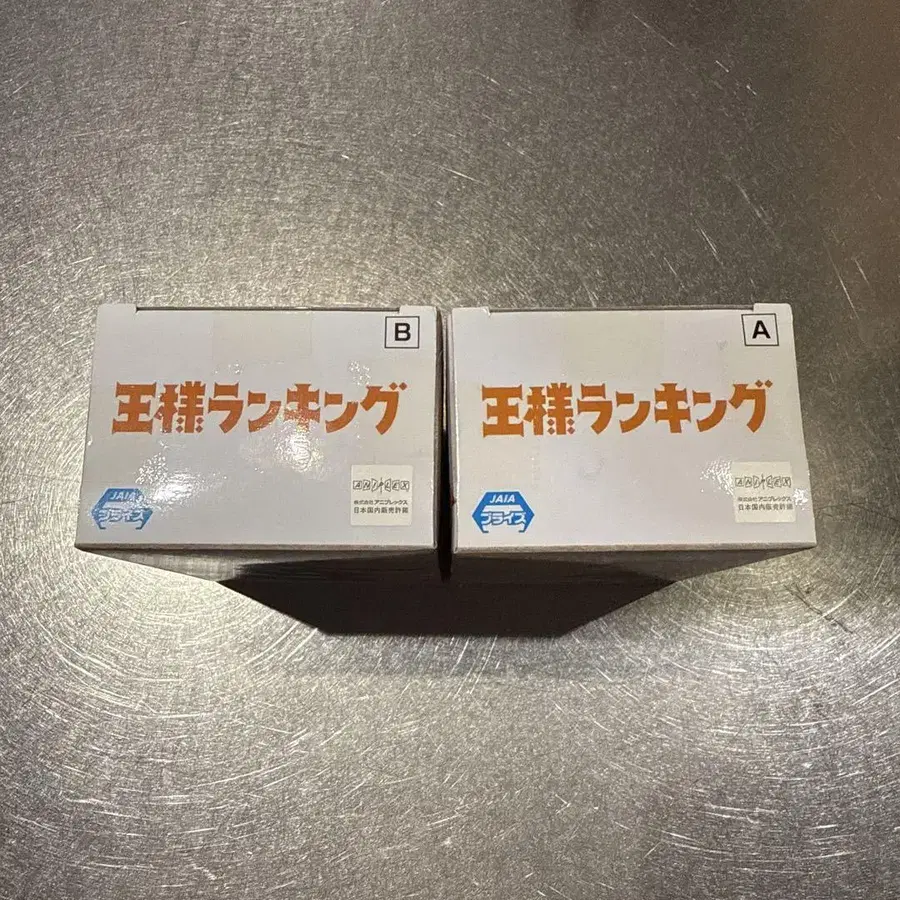 B
王様ランキング
JAIA
プライズ
ANIPLEX
株式会社アニプレックス
日本国内販売許諾
A
王様ランキング
JAIA
プライズ
ANIPLEX
株式会社アニプレックス
日本国内販売許諾